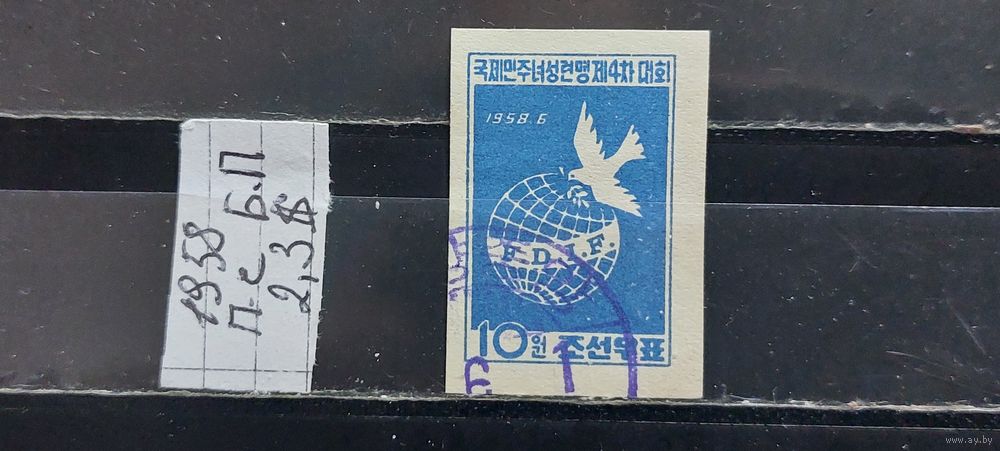 1958
П.С Б.П
2,3$
국제민주녀성련맹제4차대회
1958.6
F.D.I.F.
10원 조선우표
www.ay.by